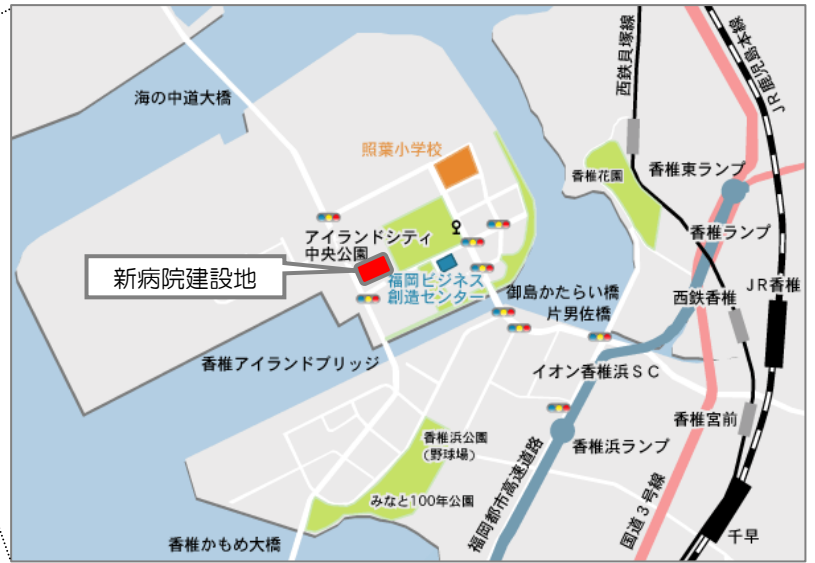 海の中道大橋
西鉄貝塚線
JR鹿児島本線
照葉小学校
香椎花園
香椎東ランプ
アイランドシティ
中央公園
香椎ランプ
新病院建設地
福岡ビジネス
創造センター
御島かたらい橋
片男佐橋
西鉄香椎
JR香椎
香椎アイランドブリッジ
イオン香椎浜SC
香椎宮前
香椎浜公園
(野球場)
香椎浜ランプ
みなと100年公園
福岡都市高速道路
国道3号線
香椎かもめ大橋
千早